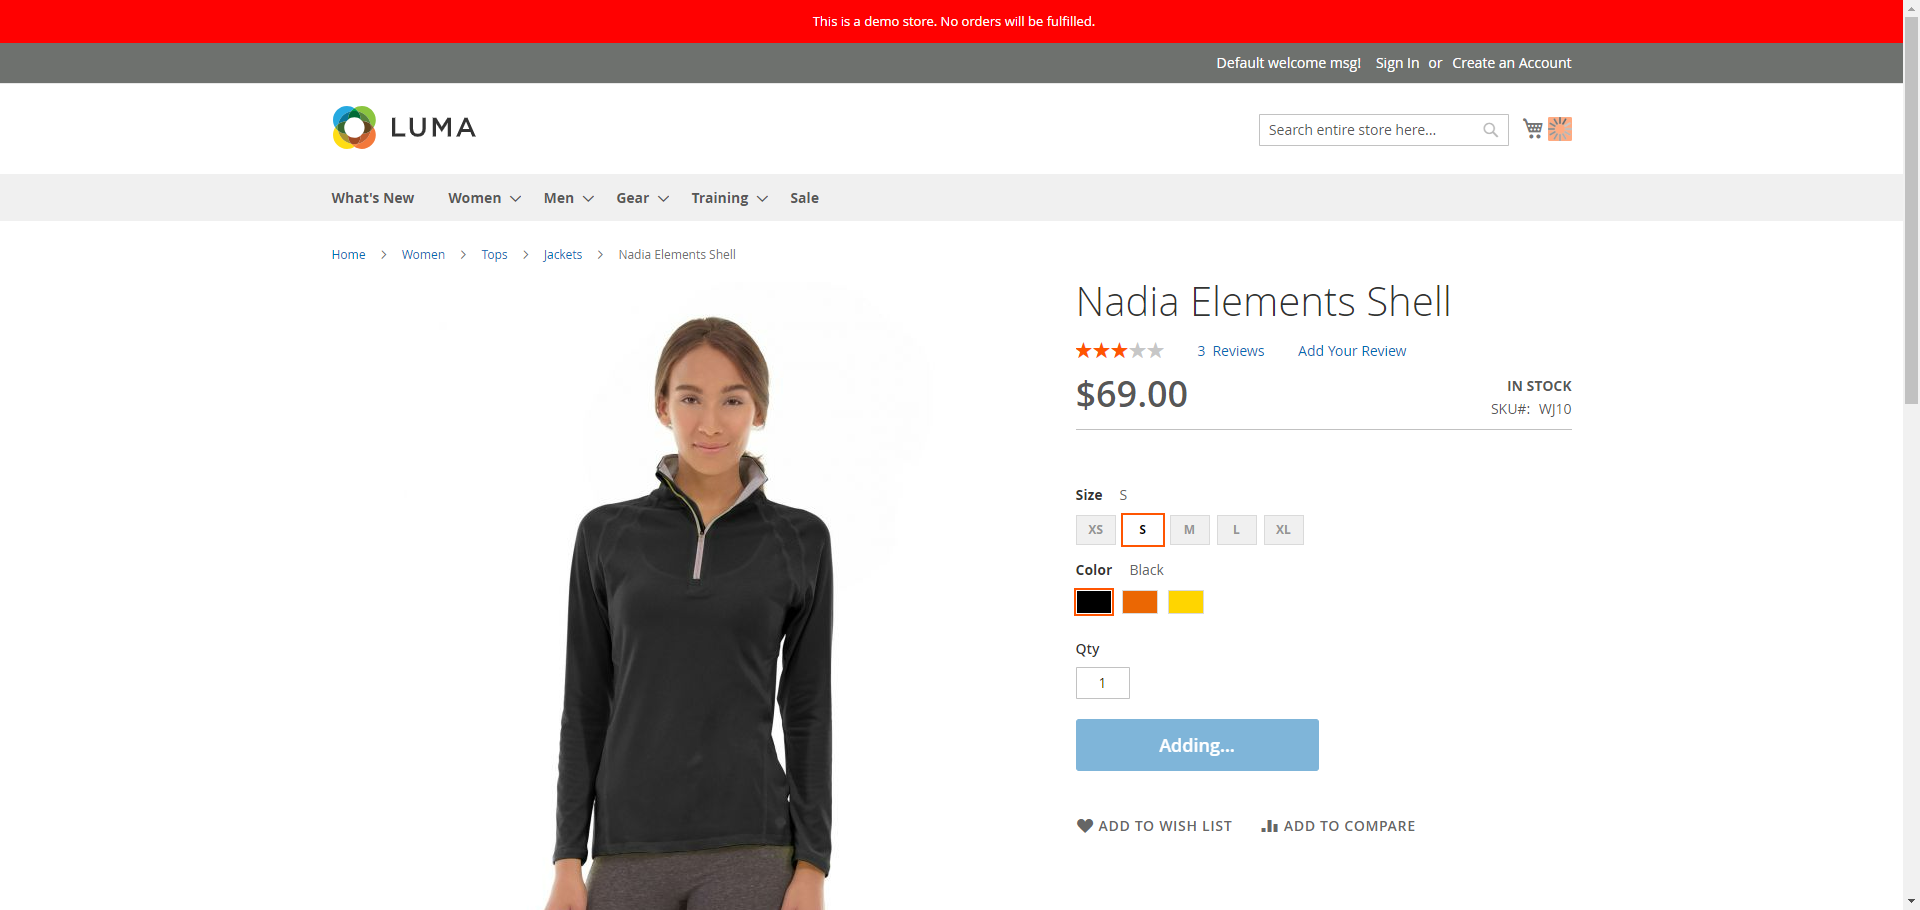 This is a demo store. No orders will be fulfilled.
Default welcome msg! Sign In or Create an Account
LUMA
Search entire store here...
What's New Women Men Gear Training Sale
Home Women Tops Jackets Nadia Elements Shell
Nadia Elements Shell
3 Reviews Add Your Review
$69.00
IN STOCK
SKU#: WJ10
Size S
XS S M L XL
Color Black
Qty
1
Adding...
ADD TO WISH LIST ADD TO COMPARE